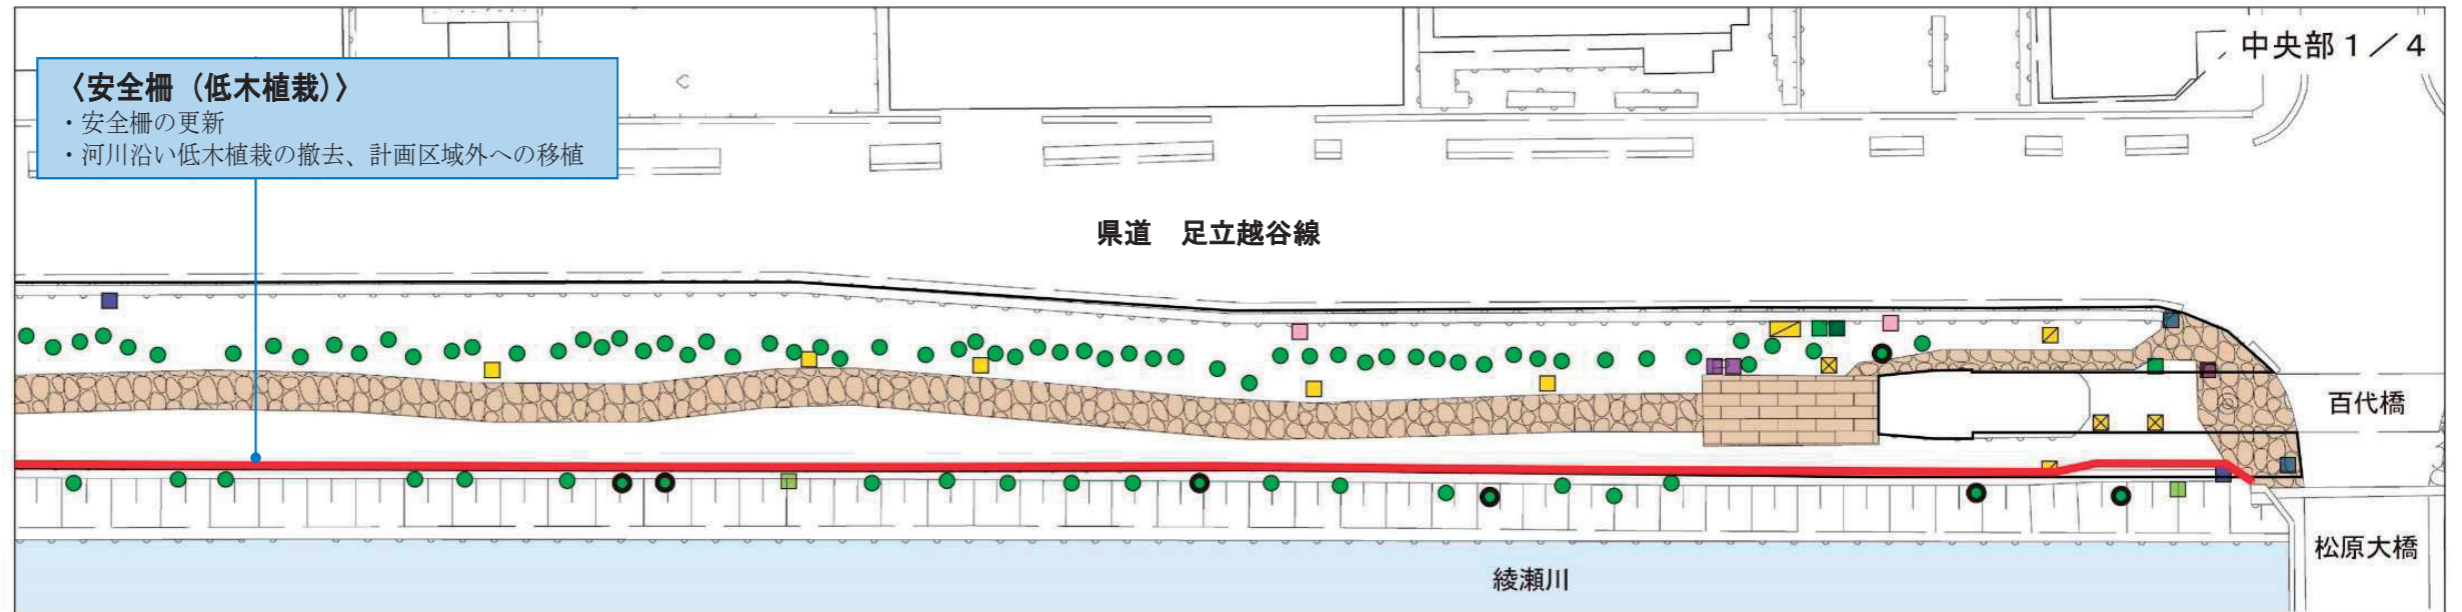 中央部1/4
〈安全柵（低木植栽）〉
・安全柵の更新
・河川沿い低木植栽の撤去、計画区域外への移植
県道　足立越谷線
百代橋
松原大橋
綾瀬川